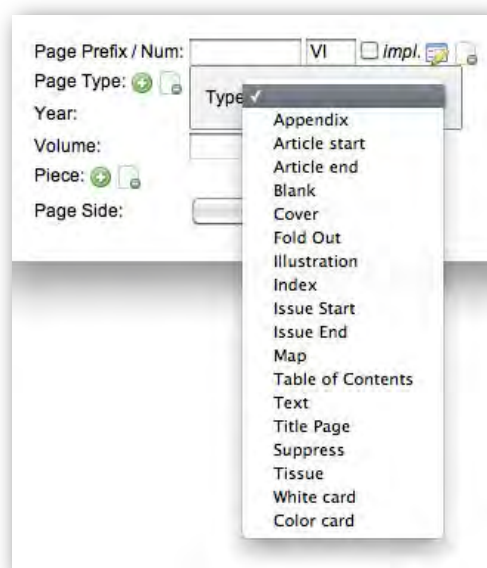 Page Prefix / Num: VI impl.
Page Type:
Type
Year:
Volume:
Piece:
Page Side:
Appendix
Article start
Article end
Blank
Cover
Fold Out
Illustration
Index
Issue Start
Issue End
Map
Table of Contents
Text
Title Page
Suppress
Tissue
White card
Color card